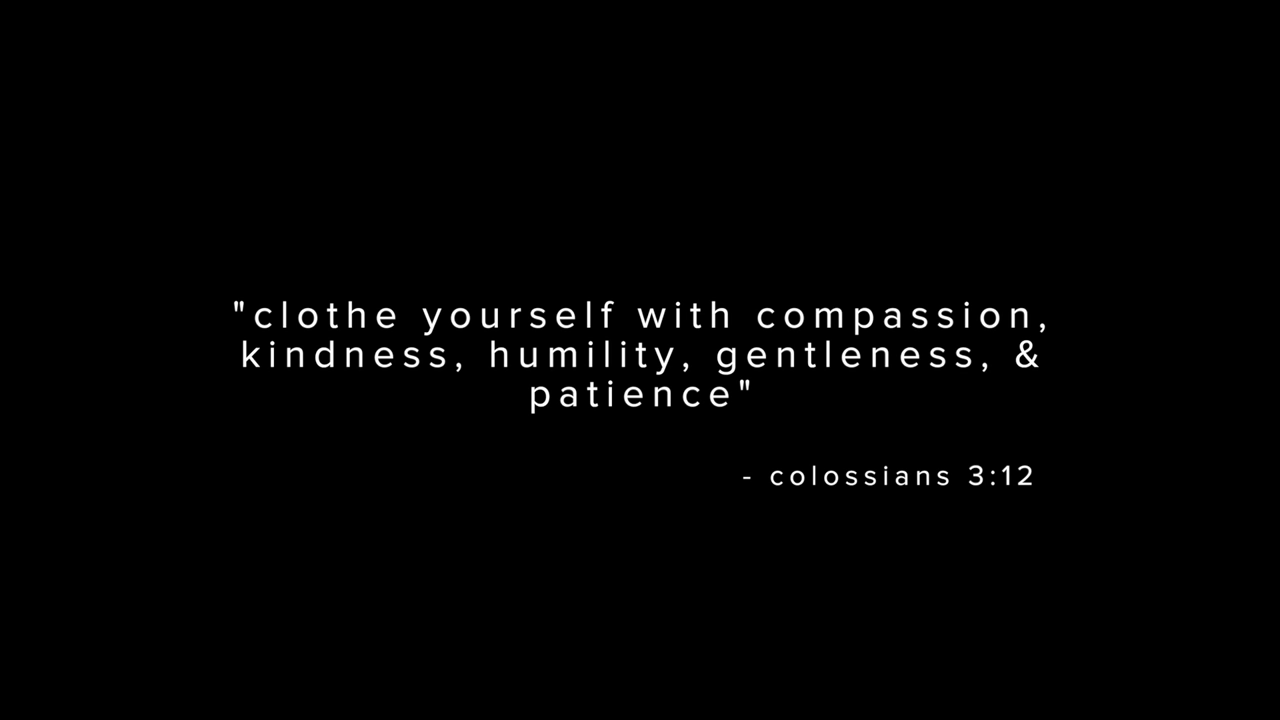 "clothe yourself with compassion,
kindness, humility, gentleness, &
patience"
- colossians 3:12